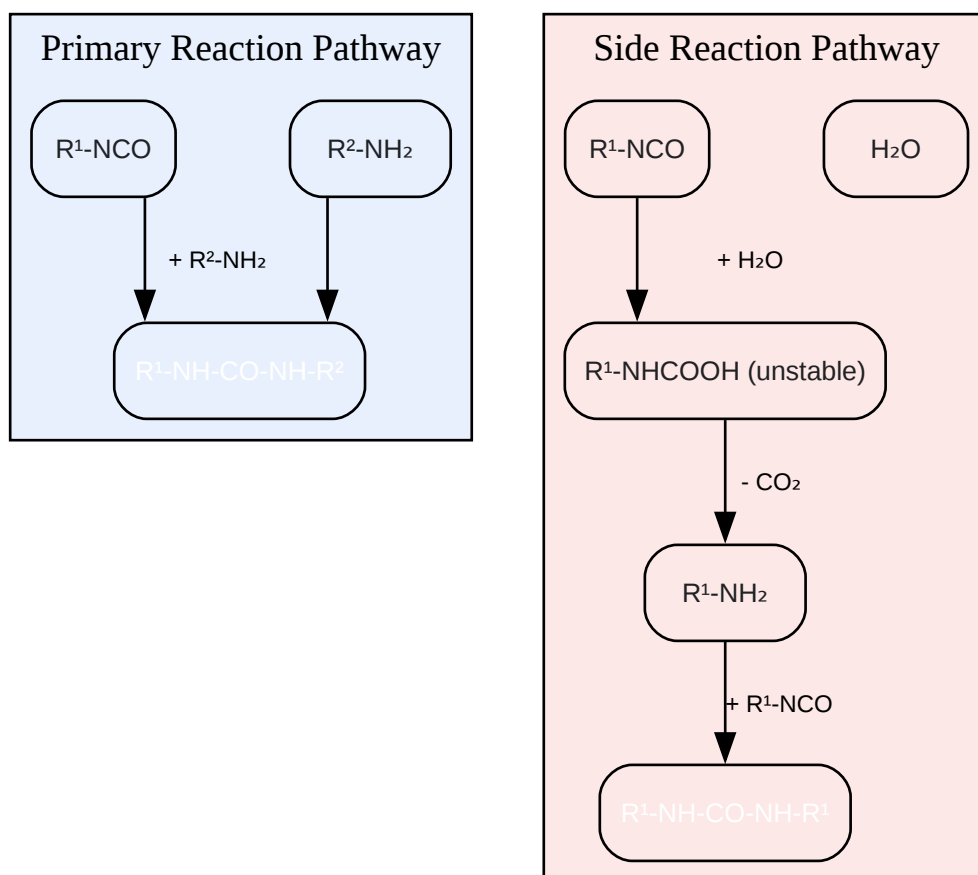 Primary Reaction Pathway
R¹-NCO
R²-NH₂
+ R²-NH₂
R¹-NH-CO-NH-R²
Side Reaction Pathway
R¹-NCO
H₂O
+ H₂O
R¹-NHCOOH (unstable)
- CO₂
R¹-NH₂
+ R¹-NCO
R¹-NH-CO-NH-R¹